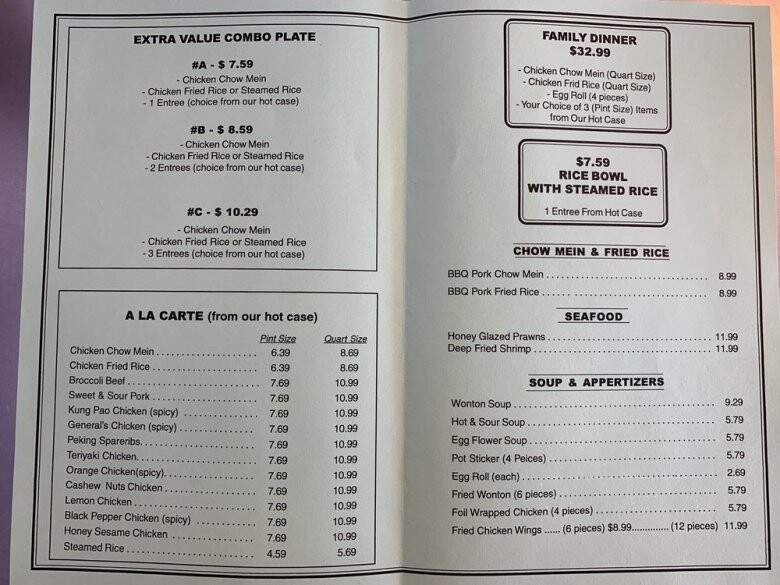 EXTRA VALUE COMBO PLATE
#A - $ 7.59
- Chicken Chow Mein
- Chicken Fried Rice or Steamed Rice
- 1 Entree (choice from our hot case)
#B - $ 8.59
- Chicken Chow Mein
- Chicken Fried Rice or Steamed Rice
- 2 Entrees (choice from our hot case)
#C - $ 10.29
- Chicken Chow Mein
- Chicken Fried Rice or Steamed Rice
- 3 Entrees (choice from our hot case)
A LA CARTE (from our hot case)
Pint Size Quart Size
Chicken Chow Mein 6.39 8.69
Chicken Fried Rice 6.39 8.69
Broccoli Beef 7.69 10.99
Sweet & Sour Pork 7.69 10.99
Kung Pao Chicken (spicy) 7.69 10.99
General's Chicken (spicy) 7.69 10.99
Peking Spareribs. 7.69 10.99
Teriyaki Chicken. 7.69 10.99
Orange Chicken(spicy). 7.69 10.99
Cashew Nuts Chicken 7.69 10.99
Lemon Chicken 7.69 10.99
Black Pepper Chicken (spicy) 7.69 10.99
Honey Sesame Chicken 7.69 10.99
Steamed Rice 4.59 5.69
FAMILY DINNER
$32.99
- Chicken Chow Mein (Quart Size)
- Chicken Frid Rice (Quart Size)
- Egg Roll (4 pieces)
- Your Choice of 3 (Pint Size) Items
from Our Hot Case
$7.59
RICE BOWL
WITH STEAMED RICE
1 Entree From Hot Case
CHOW MEIN & FRIED RICE
BBQ Pork Chow Mein 8.99
BBQ Pork Fried Rice 8.99
SEAFOOD
Honey Glazed Prawns 11.99
Deep Fried Shrimp 11.99
SOUP & APPERTIZERS
Wonton Soup 9.29
Hot & Sour Soup 5.79
Egg Flower Soup 5.79
Pot Sticker (4 Peices) 5.79
Egg Roll (each) 2.69
Fried Wonton (6 pieces) 5.79
Foil Wrapped Chicken (4 pieces) 5.79
Fried Chicken Wings ...... (6 pieces) $8.99.............. (12 pieces) 11.99